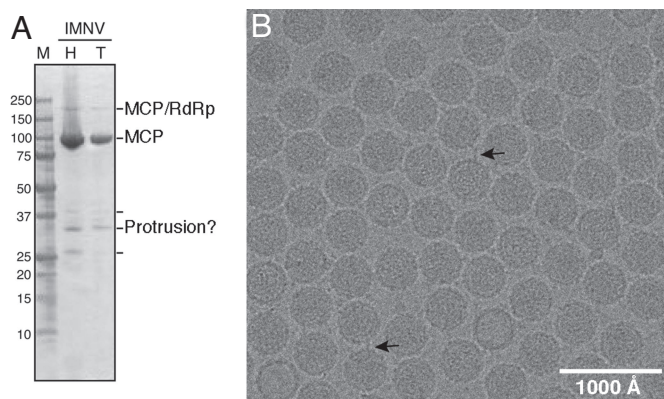 A
IMNV
M H T
250
150
100
75
50
37
25
20
15
10
MCP/RdRp
MCP
Protrusion?
B
1000 Å